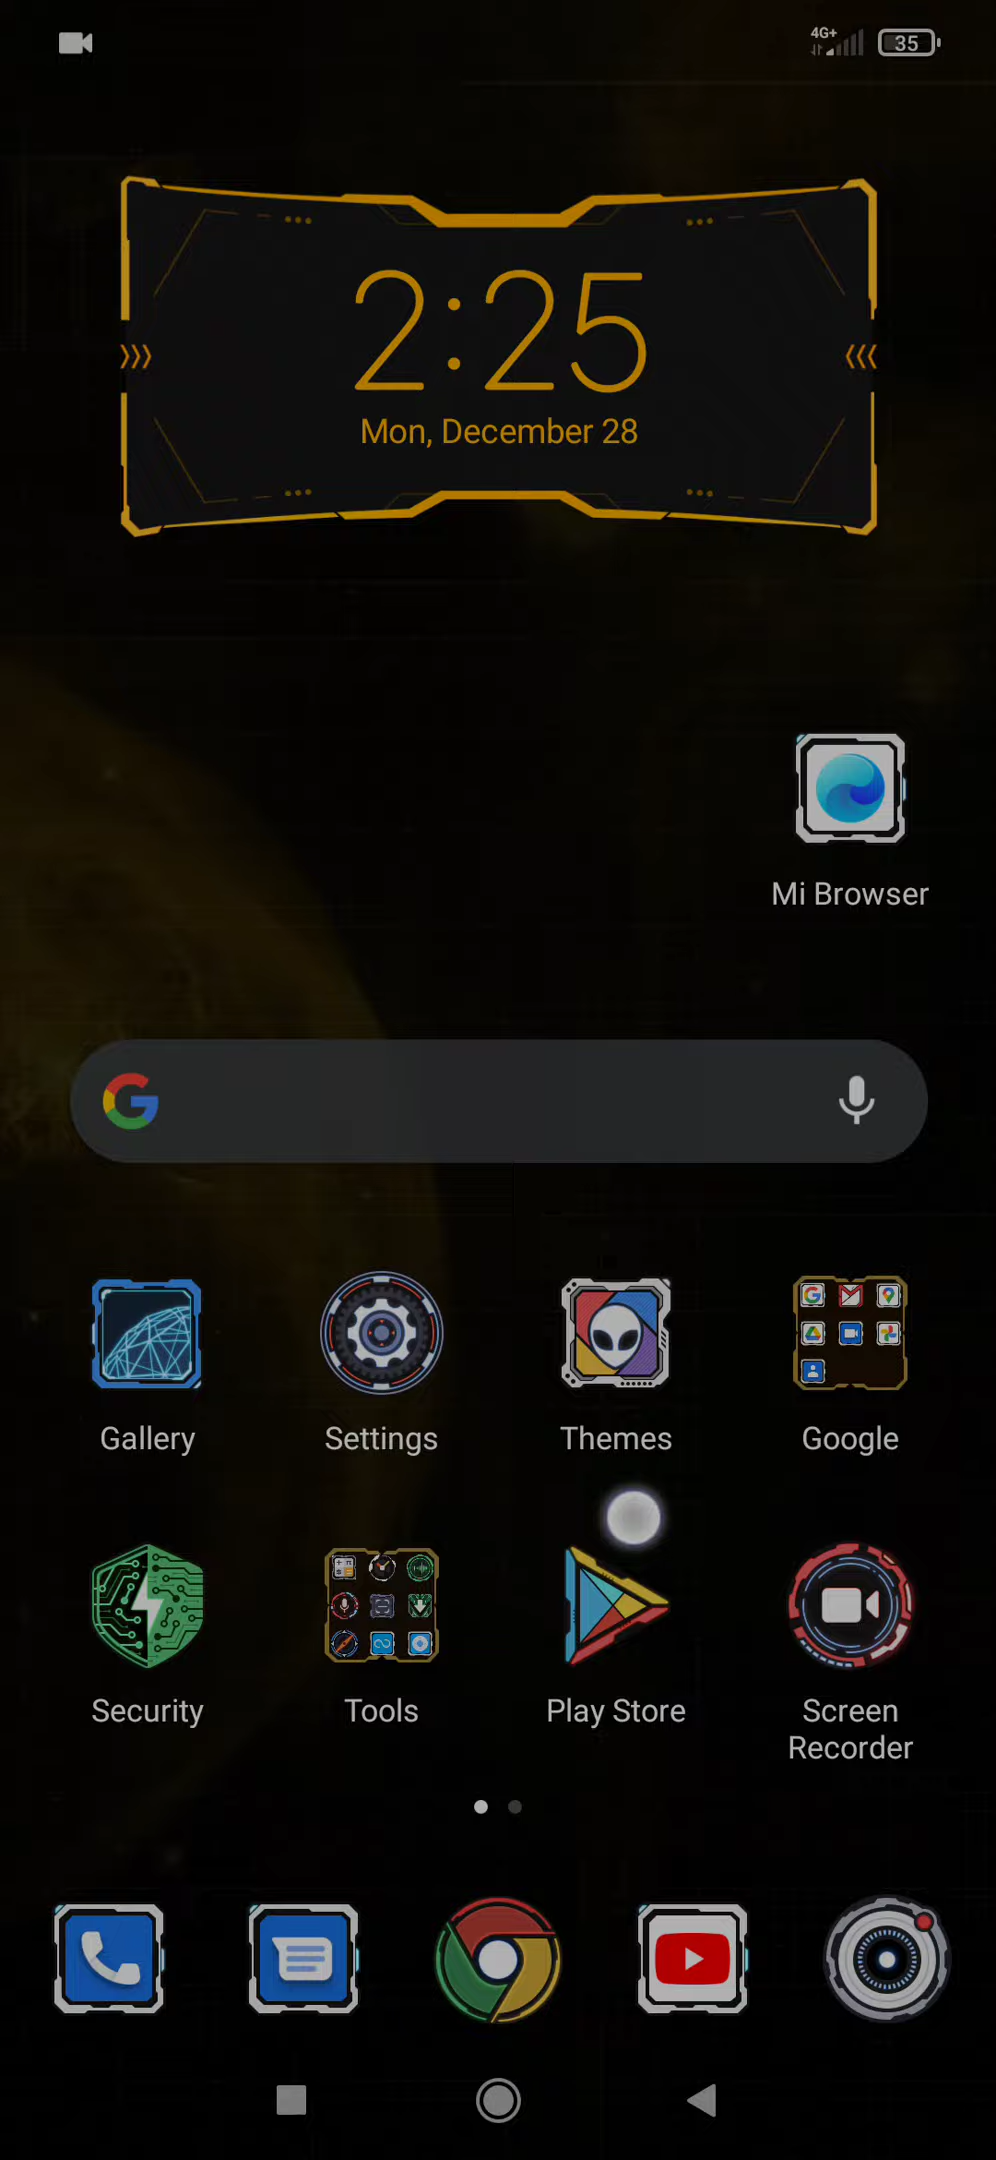 4G+
35
2:25
Mon, December 28
Mi Browser
Gallery
Settings
Themes
Google
Security
Tools
Play Store
Screen
Recorder